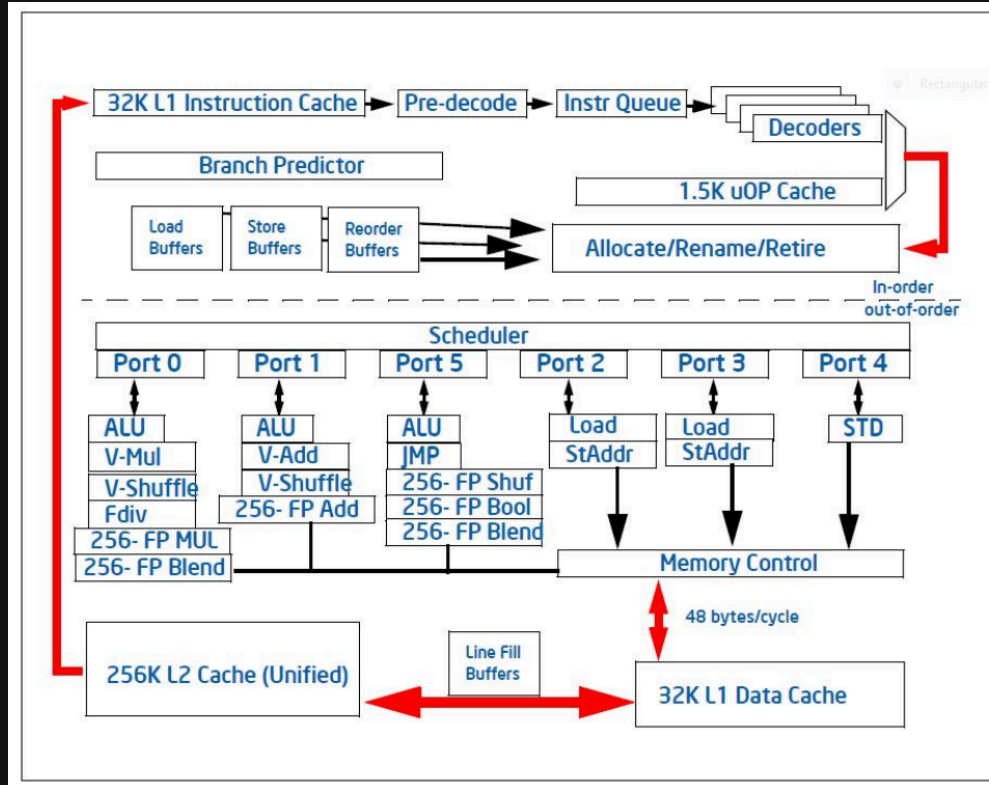 32K L1 Instruction Cache
Pre-decode
Instr Queue
Decoders
Rectangular
Branch Predictor
1.5K uOP Cache
Load
Buffers
Store
Buffers
Reorder
Buffers
Allocate/Rename/Retire
In-order
out-of-order
Scheduler
Port 0
Port 1
Port 5
Port 2
Port 3
Port 4
ALU
V-Mul
V-Shuffle
Fdiv
256- FP MUL
256- FP Blend
ALU
V-Add
V-Shuffle
256- FP Add
ALU
JMP
256- FP Shuf
256- FP Bool
256- FP Blend
Load
StAddr
Load
StAddr
STD
Memory Control
48 bytes/cycle
256K L2 Cache (Unified)
Line Fill
Buffers
32K L1 Data Cache